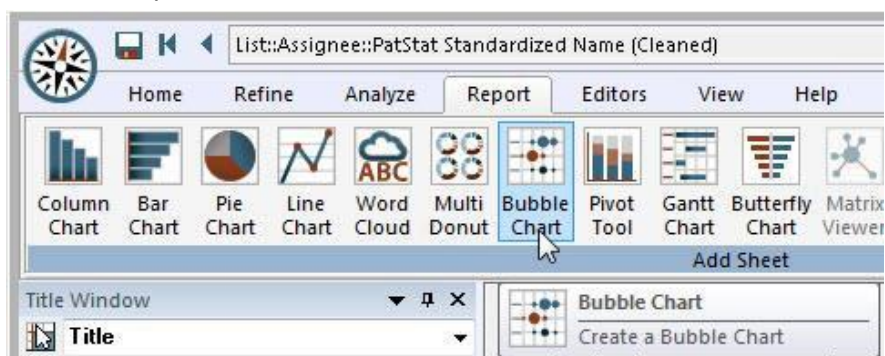 List::Assignee::PatStat Standardized Name (Cleaned)
Home Refine Analyze Report Editors View Help
ABC
Column Chart
Bar Chart
Pie Chart
Line Chart
Word Cloud
Multi Donut
Bubble Chart
Pivot Tool
Gantt Chart
Butterfly Chart
Matrix Viewer
Add Sheet
Title Window
Title
Bubble Chart
Create a Bubble Chart